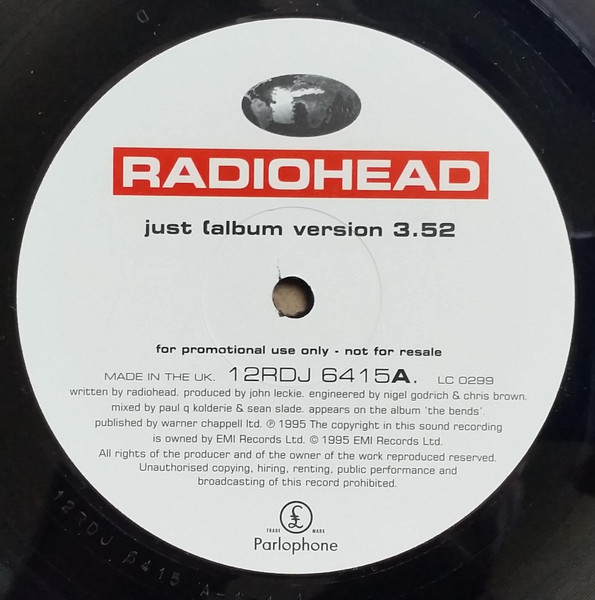 RADIOHEAD
just (album version 3.52
for promotional use only - not for resale
MADE IN THE UK. 12RDJ 6415A. LC 0299
written by radiohead. produced by john leckie. engineered by nigel godrich & chris brown.
mixed by paul q kolderie & sean slade. appears on the album 'the bends'.
published by warner chappell ltd. ℗ 1995 The copyright in this sound recording
is owned by EMI Records Ltd. © 1995 EMI Records Ltd.
All rights of the producer and of the owner of the work reproduced reserved.
Unauthorised copying, hiring, renting, public performance and
broadcasting of this record prohibited.
£
TRADE MARK
Parlophone
12RDJ 6415 A-1